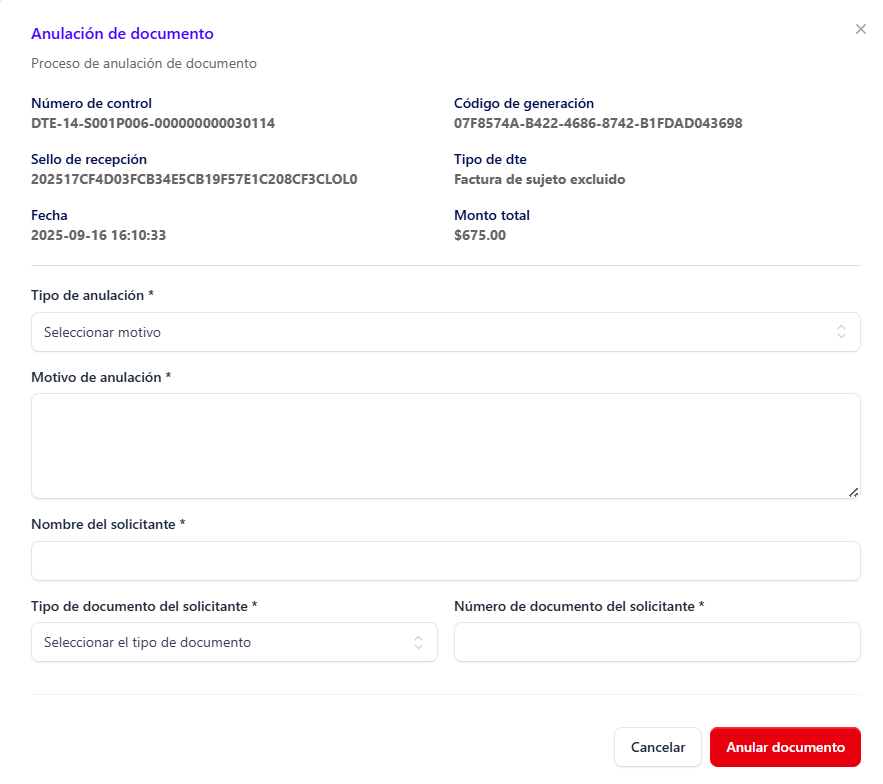 Anulación de documento
Proceso de anulación de documento
Número de control
DTE-14-S001P006-000000000030114
Código de generación
07F8574A-B422-4686-8742-B1FDAD043698
Sello de recepción
202517CF4D03FCB34E5CB19F57E1C208CF3CLOL0
Tipo de dte
Factura de sujeto excluido
Fecha
2025-09-16 16:10:33
Monto total
$675.00
Tipo de anulación *
Seleccionar motivo
Motivo de anulación *
Nombre del solicitante *
Tipo de documento del solicitante *
Seleccionar el tipo de documento
Número de documento del solicitante *
Cancelar
Anular documento